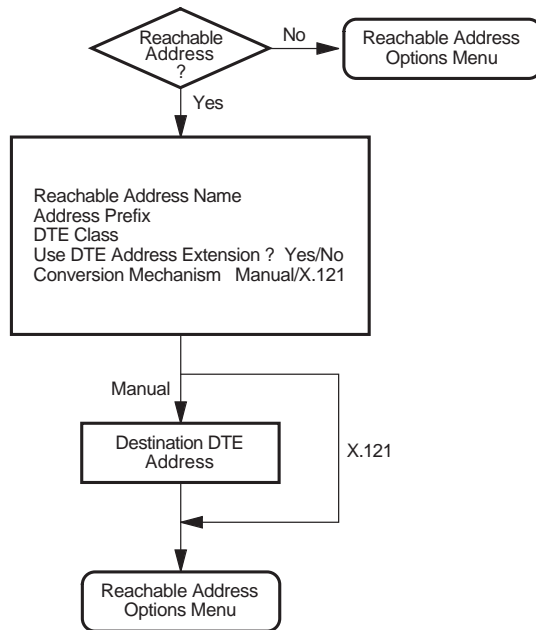 Reachable
Address
?
No
Reachable Address
Options Menu
Yes
Reachable Address Name
Address Prefix
DTE Class
Use DTE Address Extension ? Yes/No
Conversion Mechanism Manual/X.121
Manual
Destination DTE
Address
X.121
Reachable Address
Options Menu